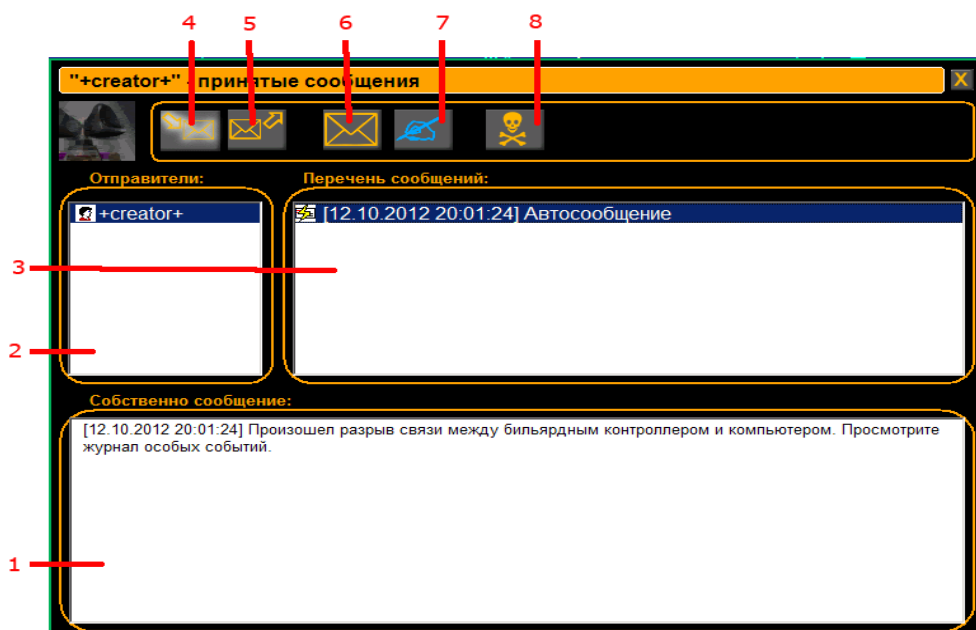 4 5 6 7 8
"+creator+" - принятые сообщения
X
Отправители: Перечень сообщений:
+creator+ [12.10.2012 20:01:24] Автосообщение
3
2
Собственно сообщение:
[12.10.2012 20:01:24] Произошел разрыв связи между бильярдным контроллером и компьютером. Просмотрите
журнал особых событий.
1